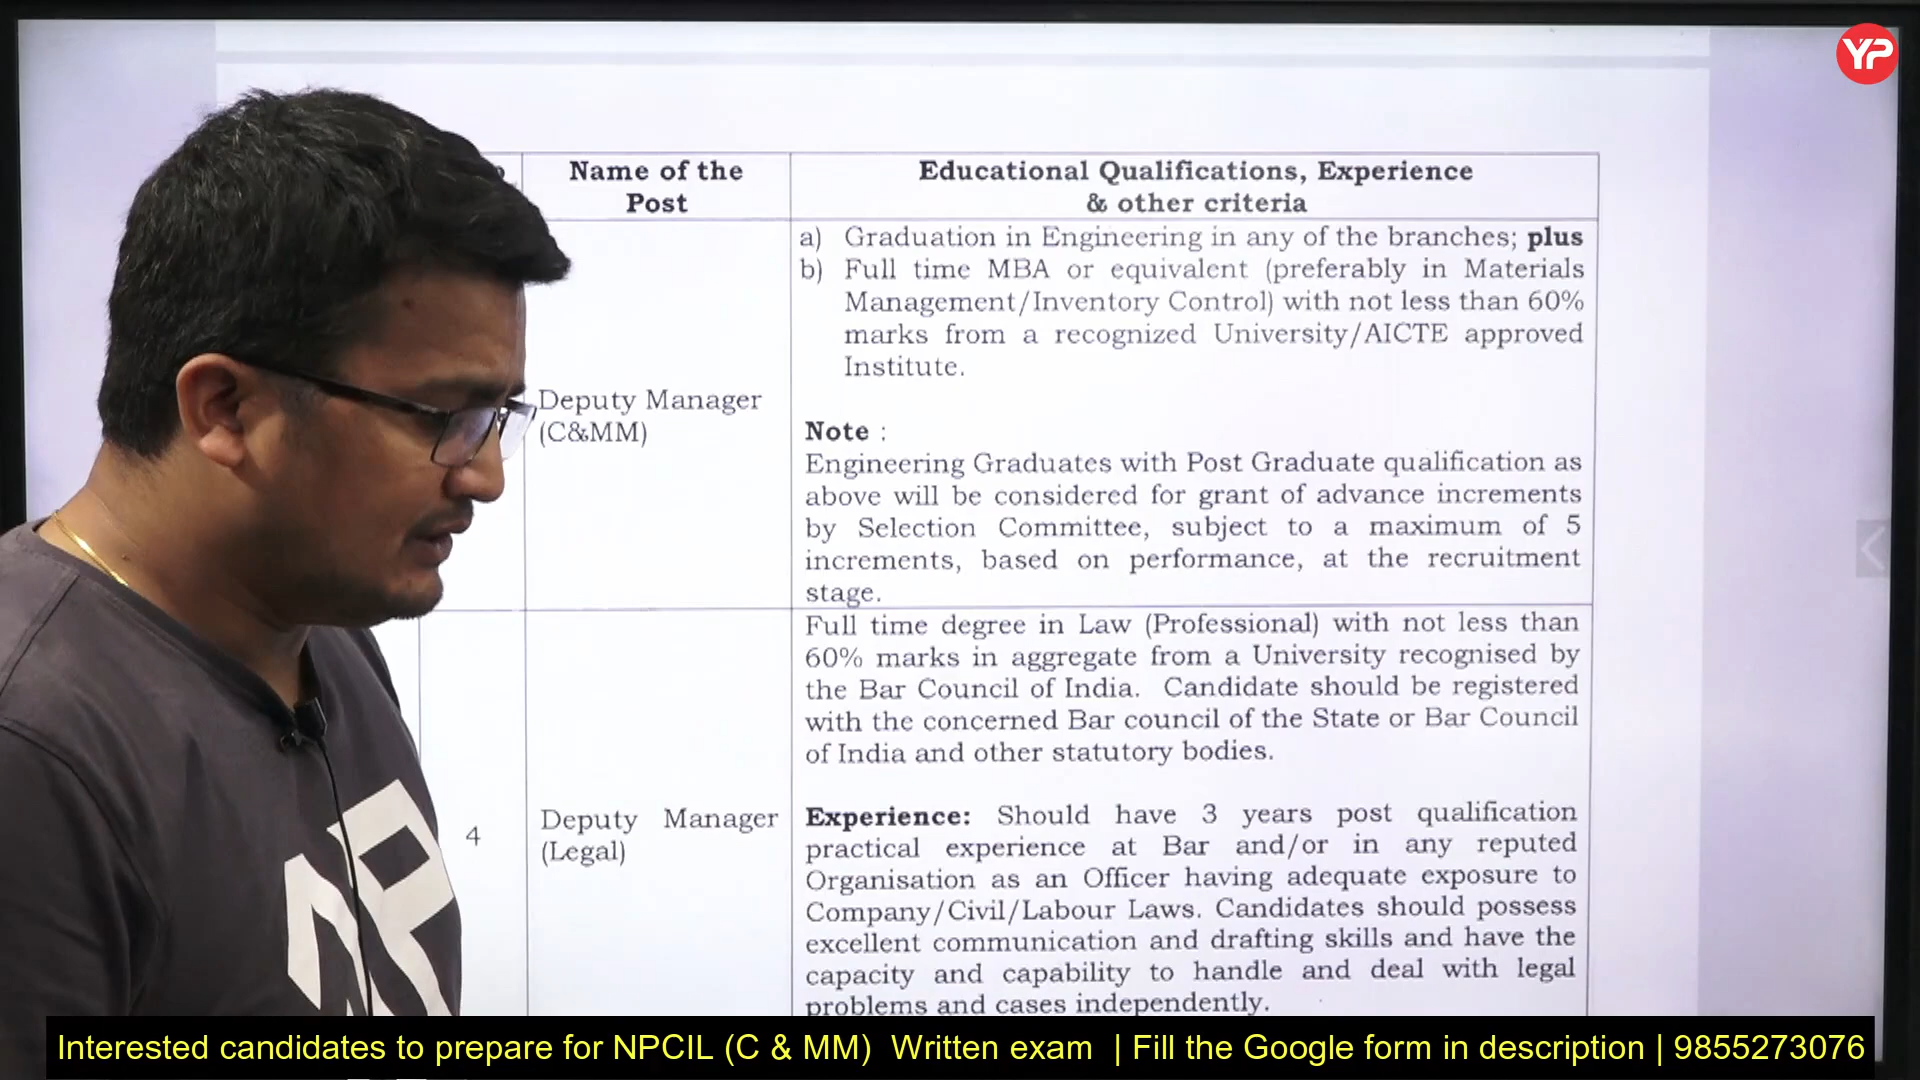 YP
Name of the
Post
Educational Qualifications, Experience
& other criteria
Deputy Manager
(C&MM)
a) Graduation in Engineering in any of the branches; plus
b) Full time MBA or equivalent (preferably in Materials
Management/Inventory Control) with not less than 60%
marks from a recognized University/AICTE approved
Institute.
Note :
Engineering Graduates with Post Graduate qualification as
above will be considered for grant of advance increments
by Selection Committee, subject to a maximum of 5
increments, based on performance, at the recruitment
stage.
4
Deputy Manager
(Legal)
Full time degree in Law (Professional) with not less than
60% marks in aggregate from a University recognised by
the Bar Council of India. Candidate should be registered
with the concerned Bar council of the State or Bar Council
of India and other statutory bodies.
Experience: Should have 3 years post qualification
practical experience at Bar and/or in any reputed
Organisation as an Officer having adequate exposure to
Company/Civil/Labour Laws. Candidates should possess
excellent communication and drafting skills and have the
capacity and capability to handle and deal with legal
problems and cases independently.
Interested candidates to prepare for NPCIL (C & MM) Written exam | Fill the Google form in description | 9855273076